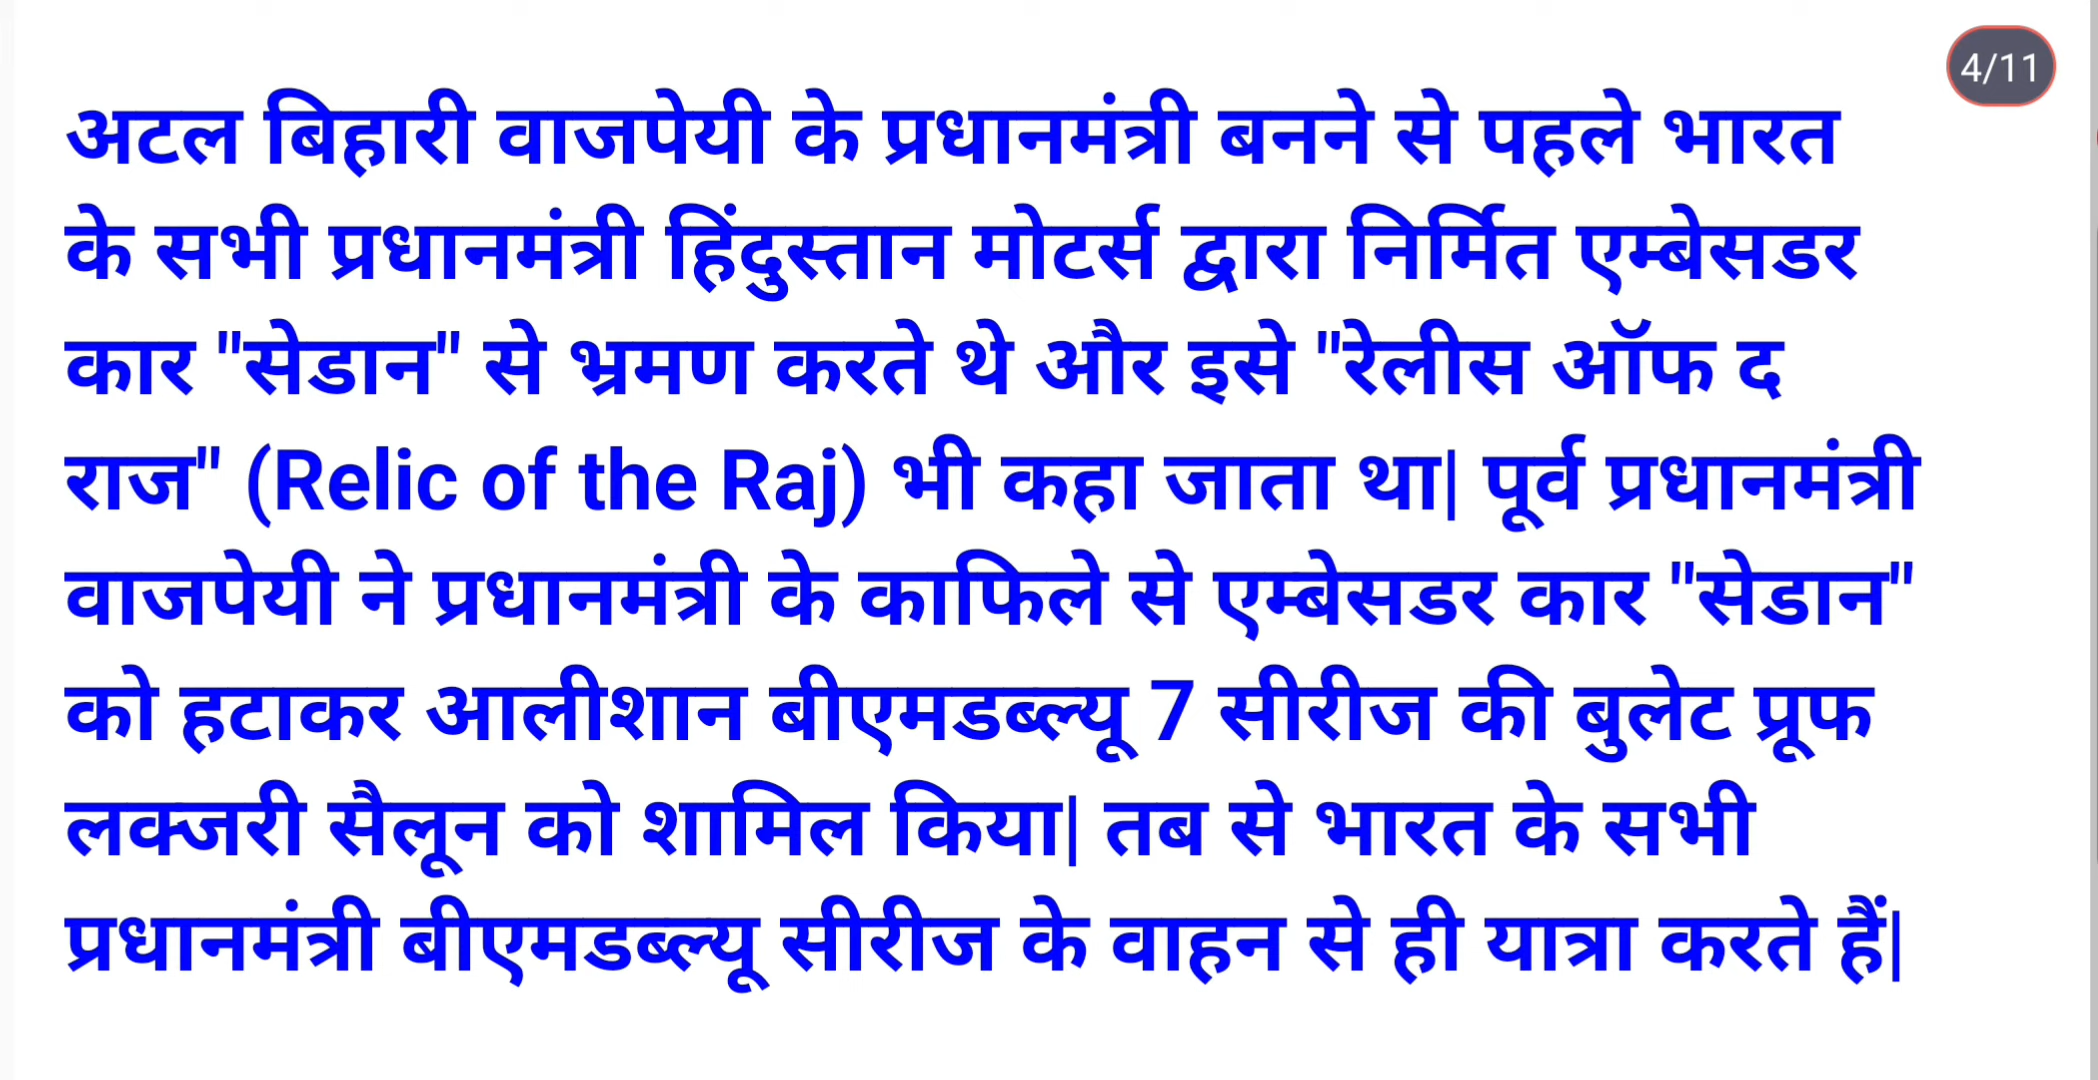 4/11
अटल बिहारी वाजपेयी के प्रधानमंत्री बनने से पहले भारत
के सभी प्रधानमंत्री हिंदुस्तान मोटर्स द्वारा निर्मित एम्बेसडर
कार "सेडान" से भ्रमण करते थे और इसे "रेलीस ऑफ द
राज" (Relic of the Raj) भी कहा जाता था| पूर्व प्रधानमंत्री
वाजपेयी ने प्रधानमंत्री के काफिले से एम्बेसडर कार "सेडान"
को हटाकर आलीशान बीएमडब्ल्यू 7 सीरीज की बुलेट प्रूफ
लक्जरी सैलून को शामिल किया| तब से भारत के सभी
प्रधानमंत्री बीएमडब्ल्यू सीरीज के वाहन से ही यात्रा करते हैं|